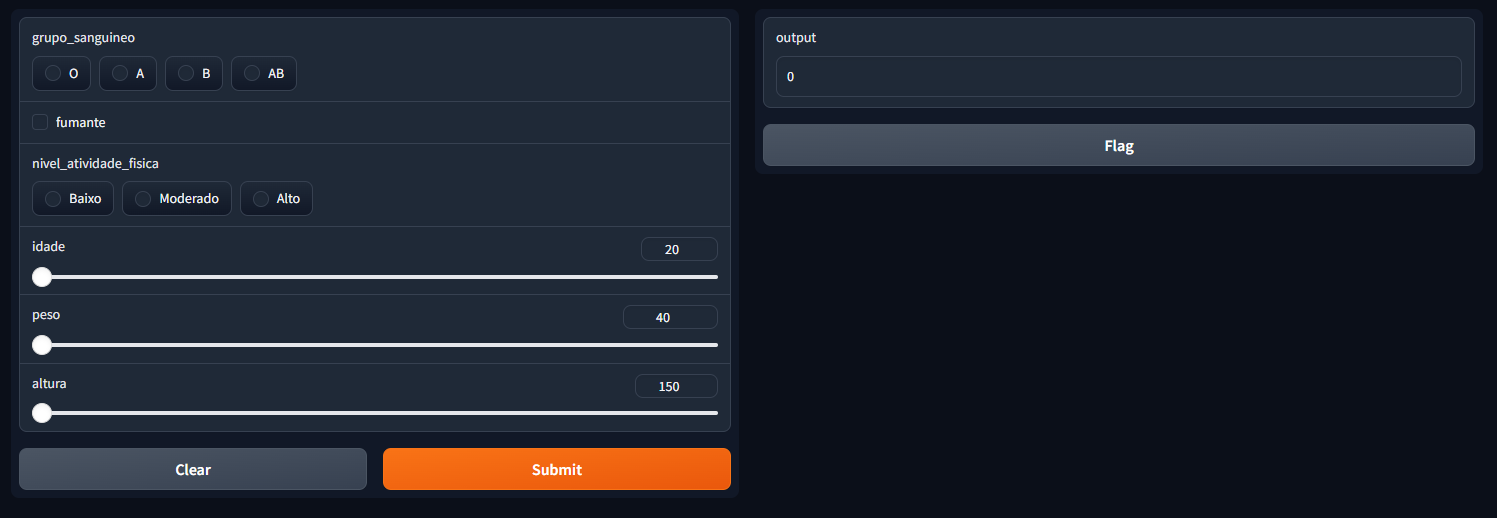 grupo_sanguineo
O A B AB
fumante
nivel_atividade_fisica
Baixo Moderado Alto
idade 20
peso 40
altura 150
Clear Submit
output
0
Flag